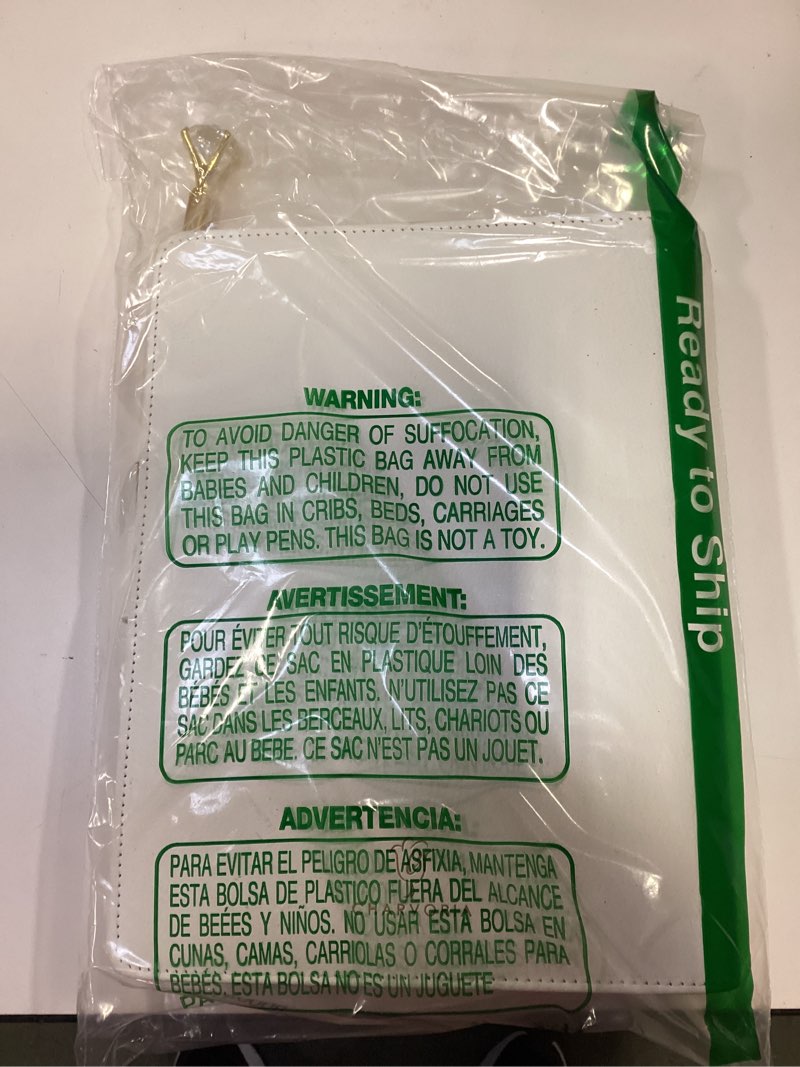 WARNING:
TO AVOID DANGER OF SUFFOCATION,
KEEP THIS PLASTIC BAG AWAY FROM
BABIES AND CHILDREN, DO NOT USE
THIS BAG IN CRIBS, BEDS, CARRIAGES
OR PLAY PENS. THIS BAG IS NOT A TOY.
AVERTISSEMENT:
POUR ÉVITER TOUT RISQUE D'ÉTOUFFEMENT,
GARDEZ CE SAC EN PLASTIQUE LOIN DES
BÉBÉS ET LES ENFANTS. N'UTILISEZ PAS CE
SAC DANS LES BERCEAUX, LITS, CHARIOTS OU
PARC AU BEBE. CE SAC N'EST PAS UN JOUET.
ADVERTENCIA:
PARA EVITAR EL PELIGRO DE ASFIXIA, MANTENGA
ESTA BOLSA DE PLASTICO FUERA DEL ALCANCE
DE BEÉES Y NIÑOS. NO USAR ESTA BOLSA EN
CUNAS, CAMAS, CARRIOLAS O CORRALES PARA
BÉBÉS. ESTA BOLSA NO ES UN JUGUETE
Ready to Ship